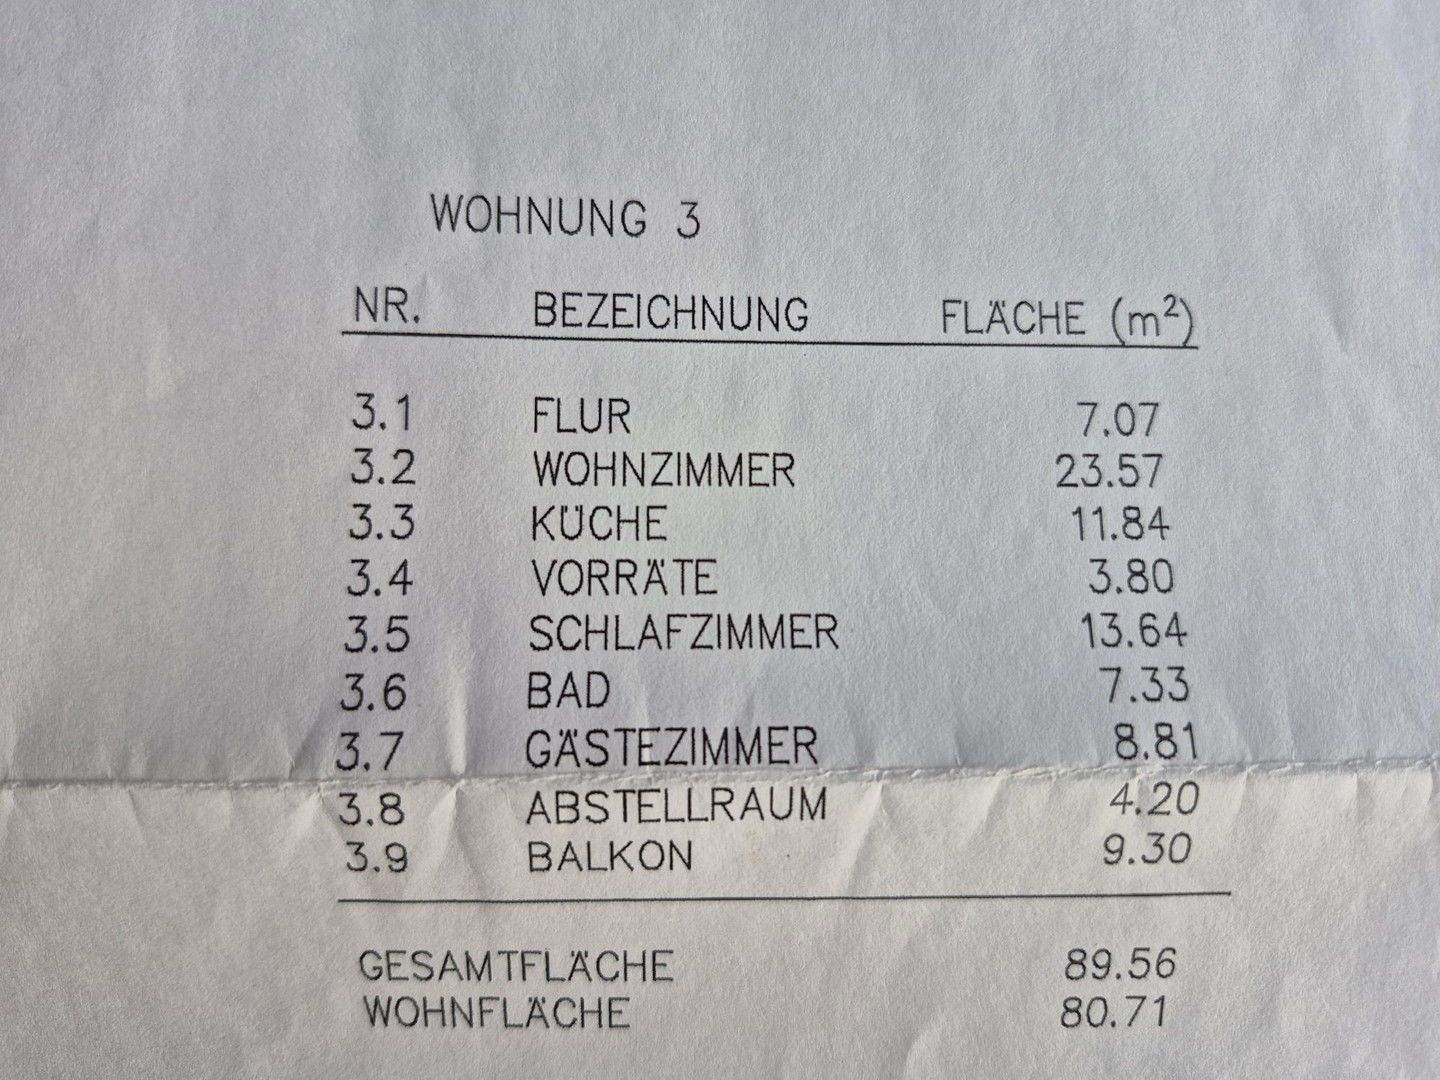 WOHNUNG 3
NR. BEZEICHNUNG FLÄCHE (m²)
3.1 FLUR 7.07
3.2 WOHNZIMMER 23.57
3.3 KÜCHE 11.84
3.4 VORRÄTE 3.80
3.5 SCHLAFZIMMER 13.64
3.6 BAD 7.33
3.7 GÄSTEZIMMER 8.81
3.8 ABSTELLRAUM 4.20
3.9 BALKON 9.30
GESAMTFLÄCHE 89.56
WOHNFLÄCHE 80.71